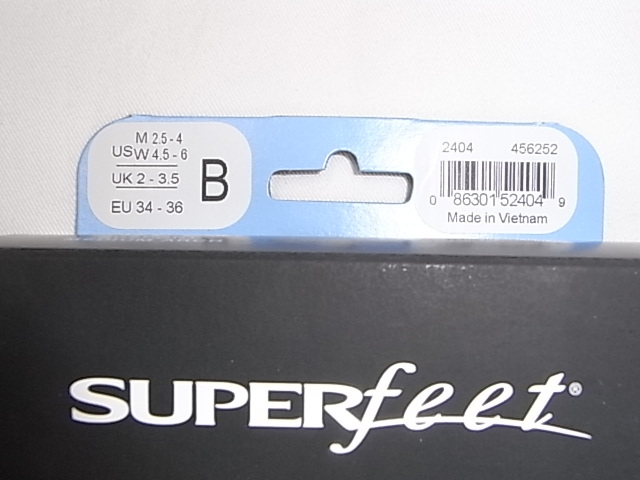 M 2.5 - 4
US W 4.5 - 6
UK 2 - 3.5
EU 34 - 36
B
2404 456252
0 86301 52404 9
Made in Vietnam
SUPERfeet®